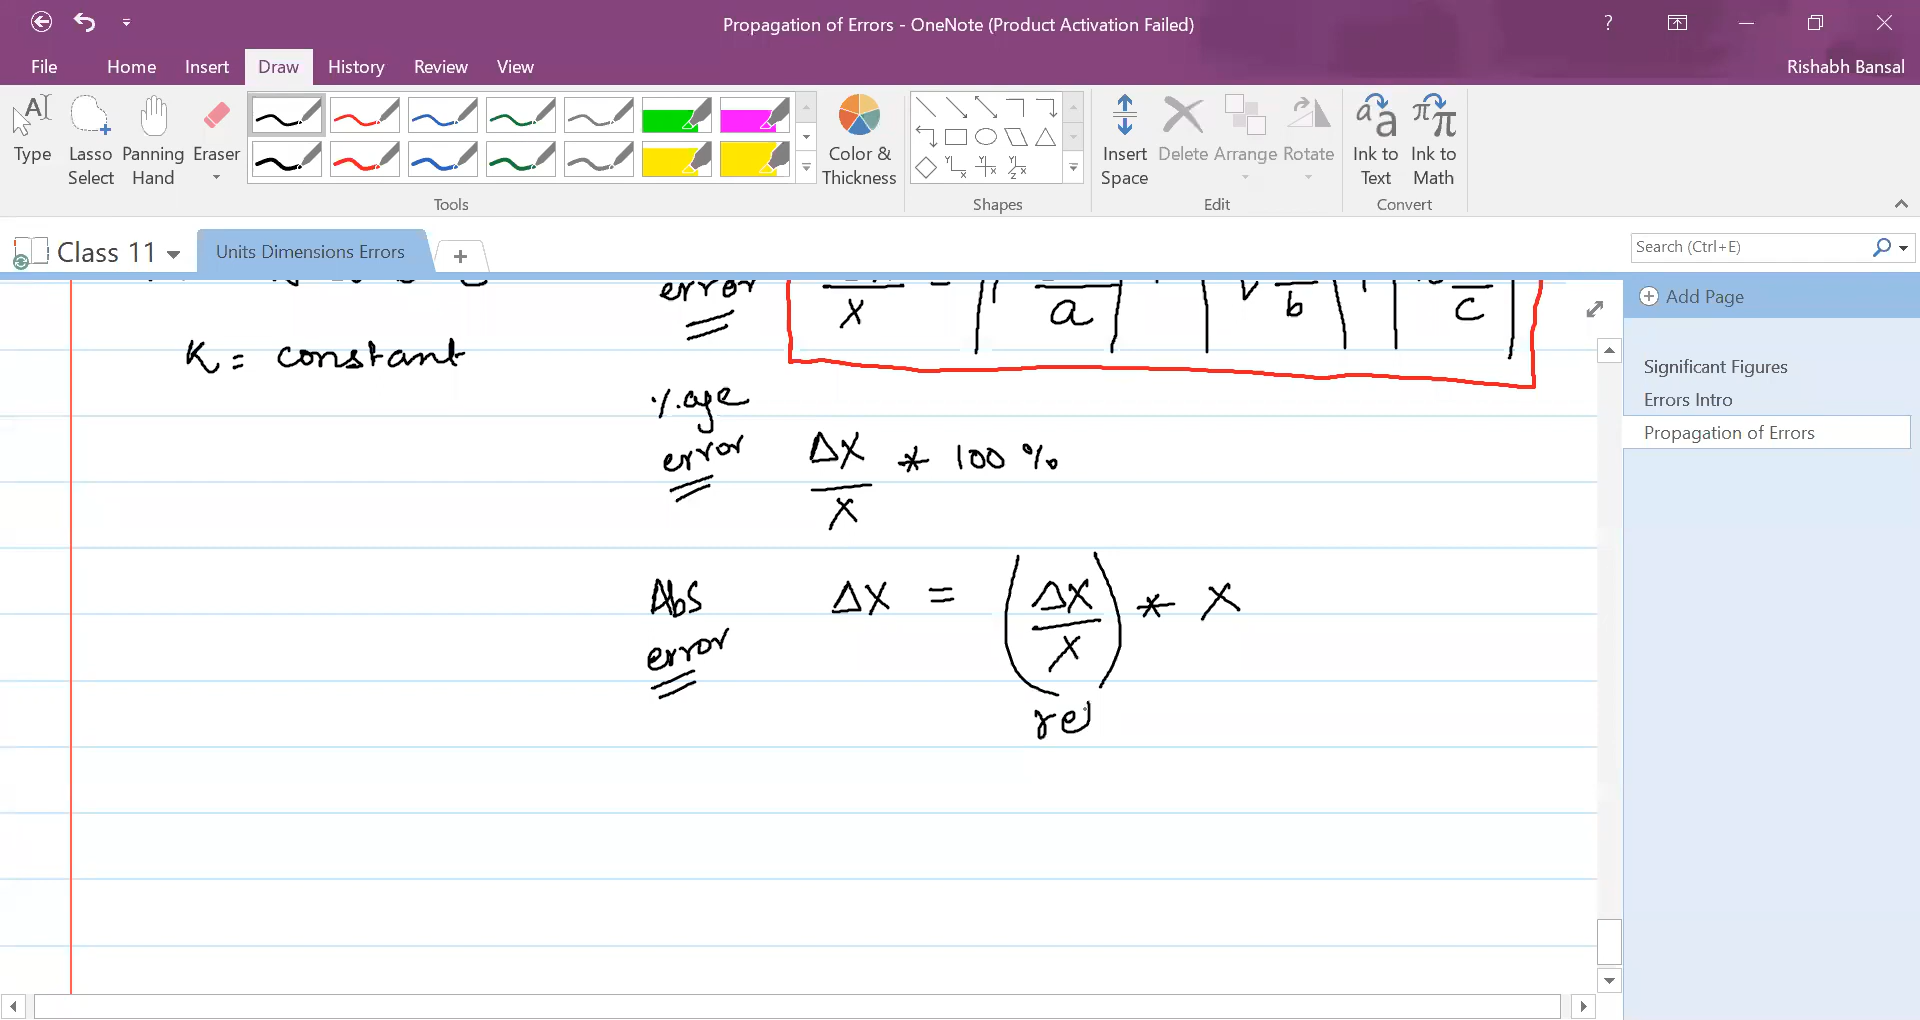 Propagation of Errors - OneNote (Product Activation Failed)
?
File Home Insert Draw History Review View
Rishabh Bansal
Type
Lasso Select
Panning Hand
Eraser
Color & Thickness
Insert Space
Delete Arrange Rotate
Ink to Text
Ink to Math
Tools
Shapes
Edit
Convert
Class 11
Units Dimensions Errors
+
Search (Ctrl+E)
Add Page
Significant Figures
Errors Intro
Propagation of Errors
error
x = a b c
K = constant
%age
error ΔX/X * 100 %
Abs ΔX = (ΔX/X) * X
error
rel